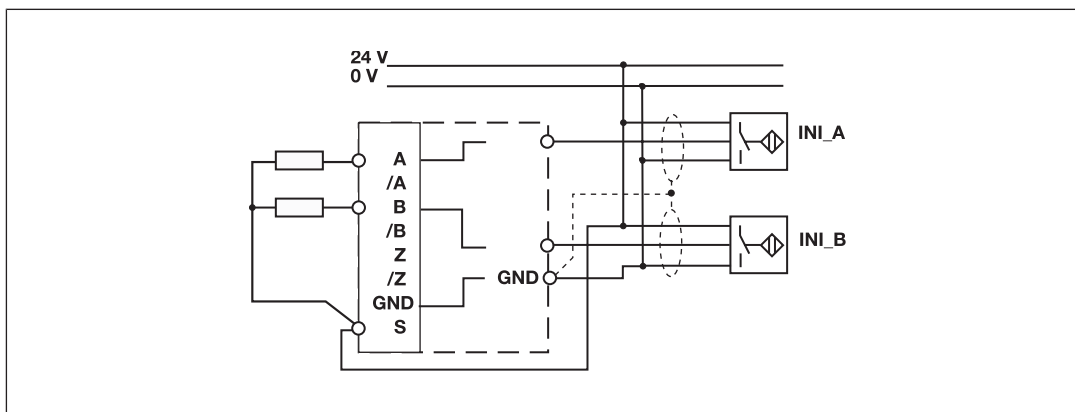 24 V
0 V
INI_A
A
/A
B
/B
INI_B
Z
/Z
GND
GND
S